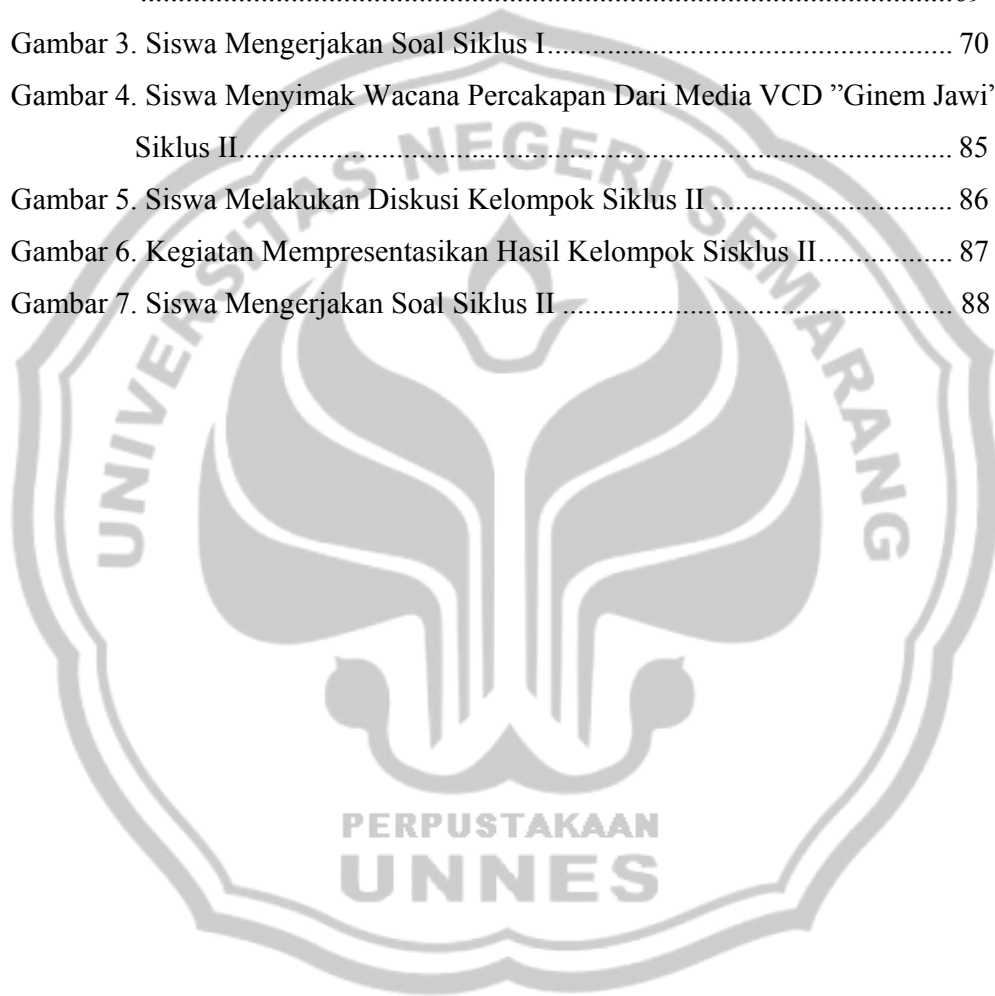 69
Gambar 3. Siswa Mengerjakan Soal Siklus I........................................................ 70
Gambar 4. Siswa Menyimak Wacana Percakapan Dari Media VCD ”Ginem Jawi”
Siklus II.................................................................................................... 85
Gambar 5. Siswa Melakukan Diskusi Kelompok Siklus II ................................. 86
Gambar 6. Kegiatan Mempresentasikan Hasil Kelompok Sisklus II................... 87
Gambar 7. Siswa Mengerjakan Soal Siklus II ...................................................... 88
UNIVERSITAS NEGERI SEMARANG
PERPUSTAKAAN
UNNES